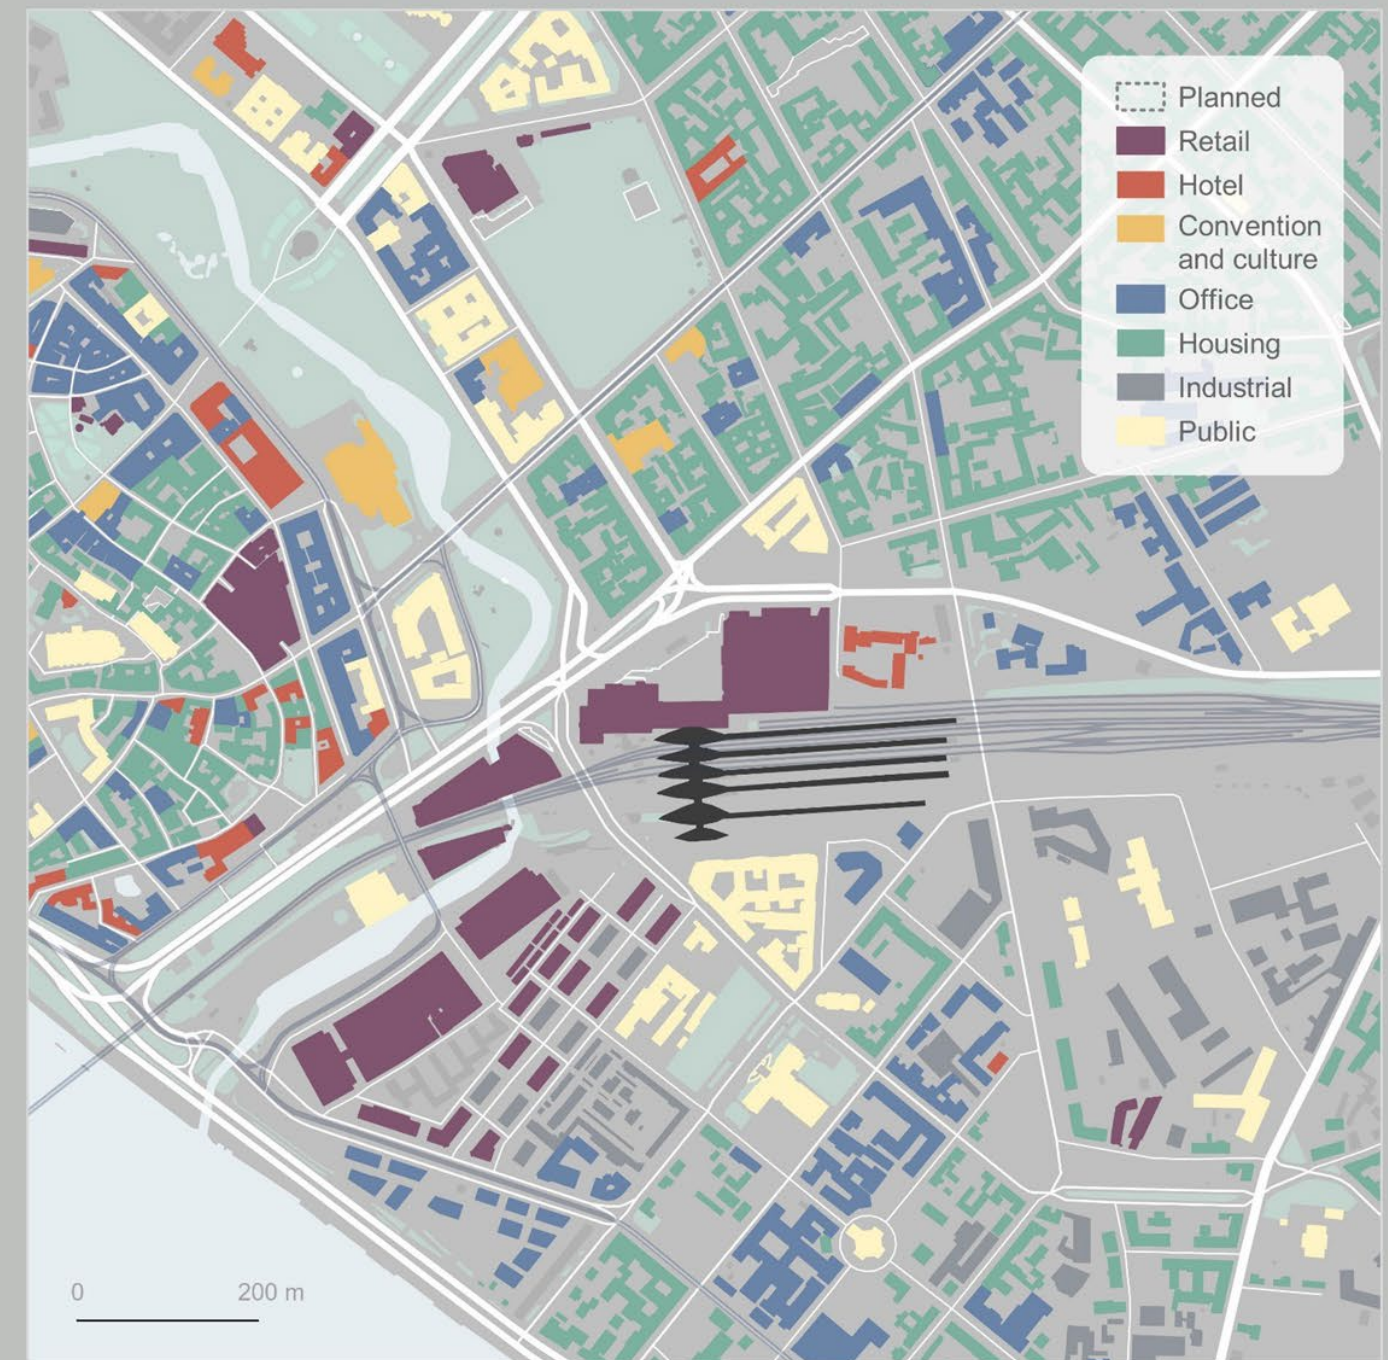 Planned
Retail
Hotel
Convention
and culture
Office
Housing
Industrial
Public
0 200 m